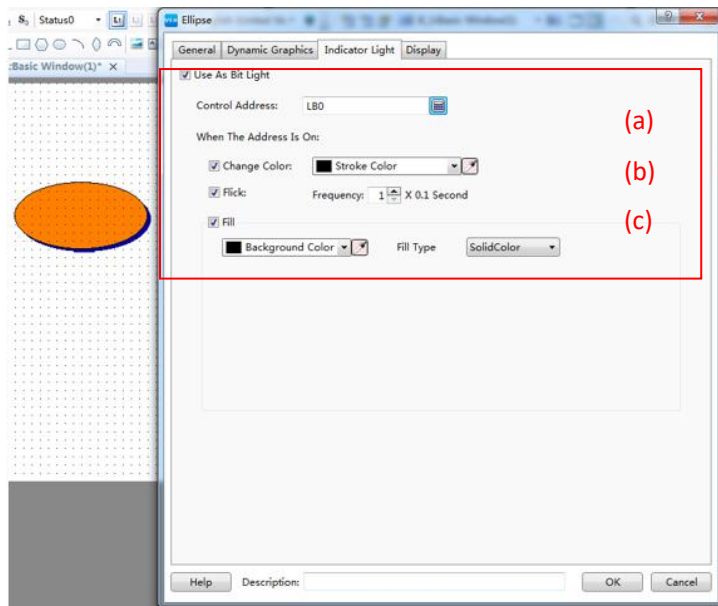 S, Status0
L1
Ellipse
:Basic Window(1)* X
General Dynamic Graphics Indicator Light Display
Use As Bit Light
Control Address: LB0
(a)
When The Address Is On:
Change Color: Stroke Color
(b)
Flick: Frequency: 1 X 0.1 Second
Fill
(c)
Background Color Fill Type SolidColor
Help Description: OK Cancel